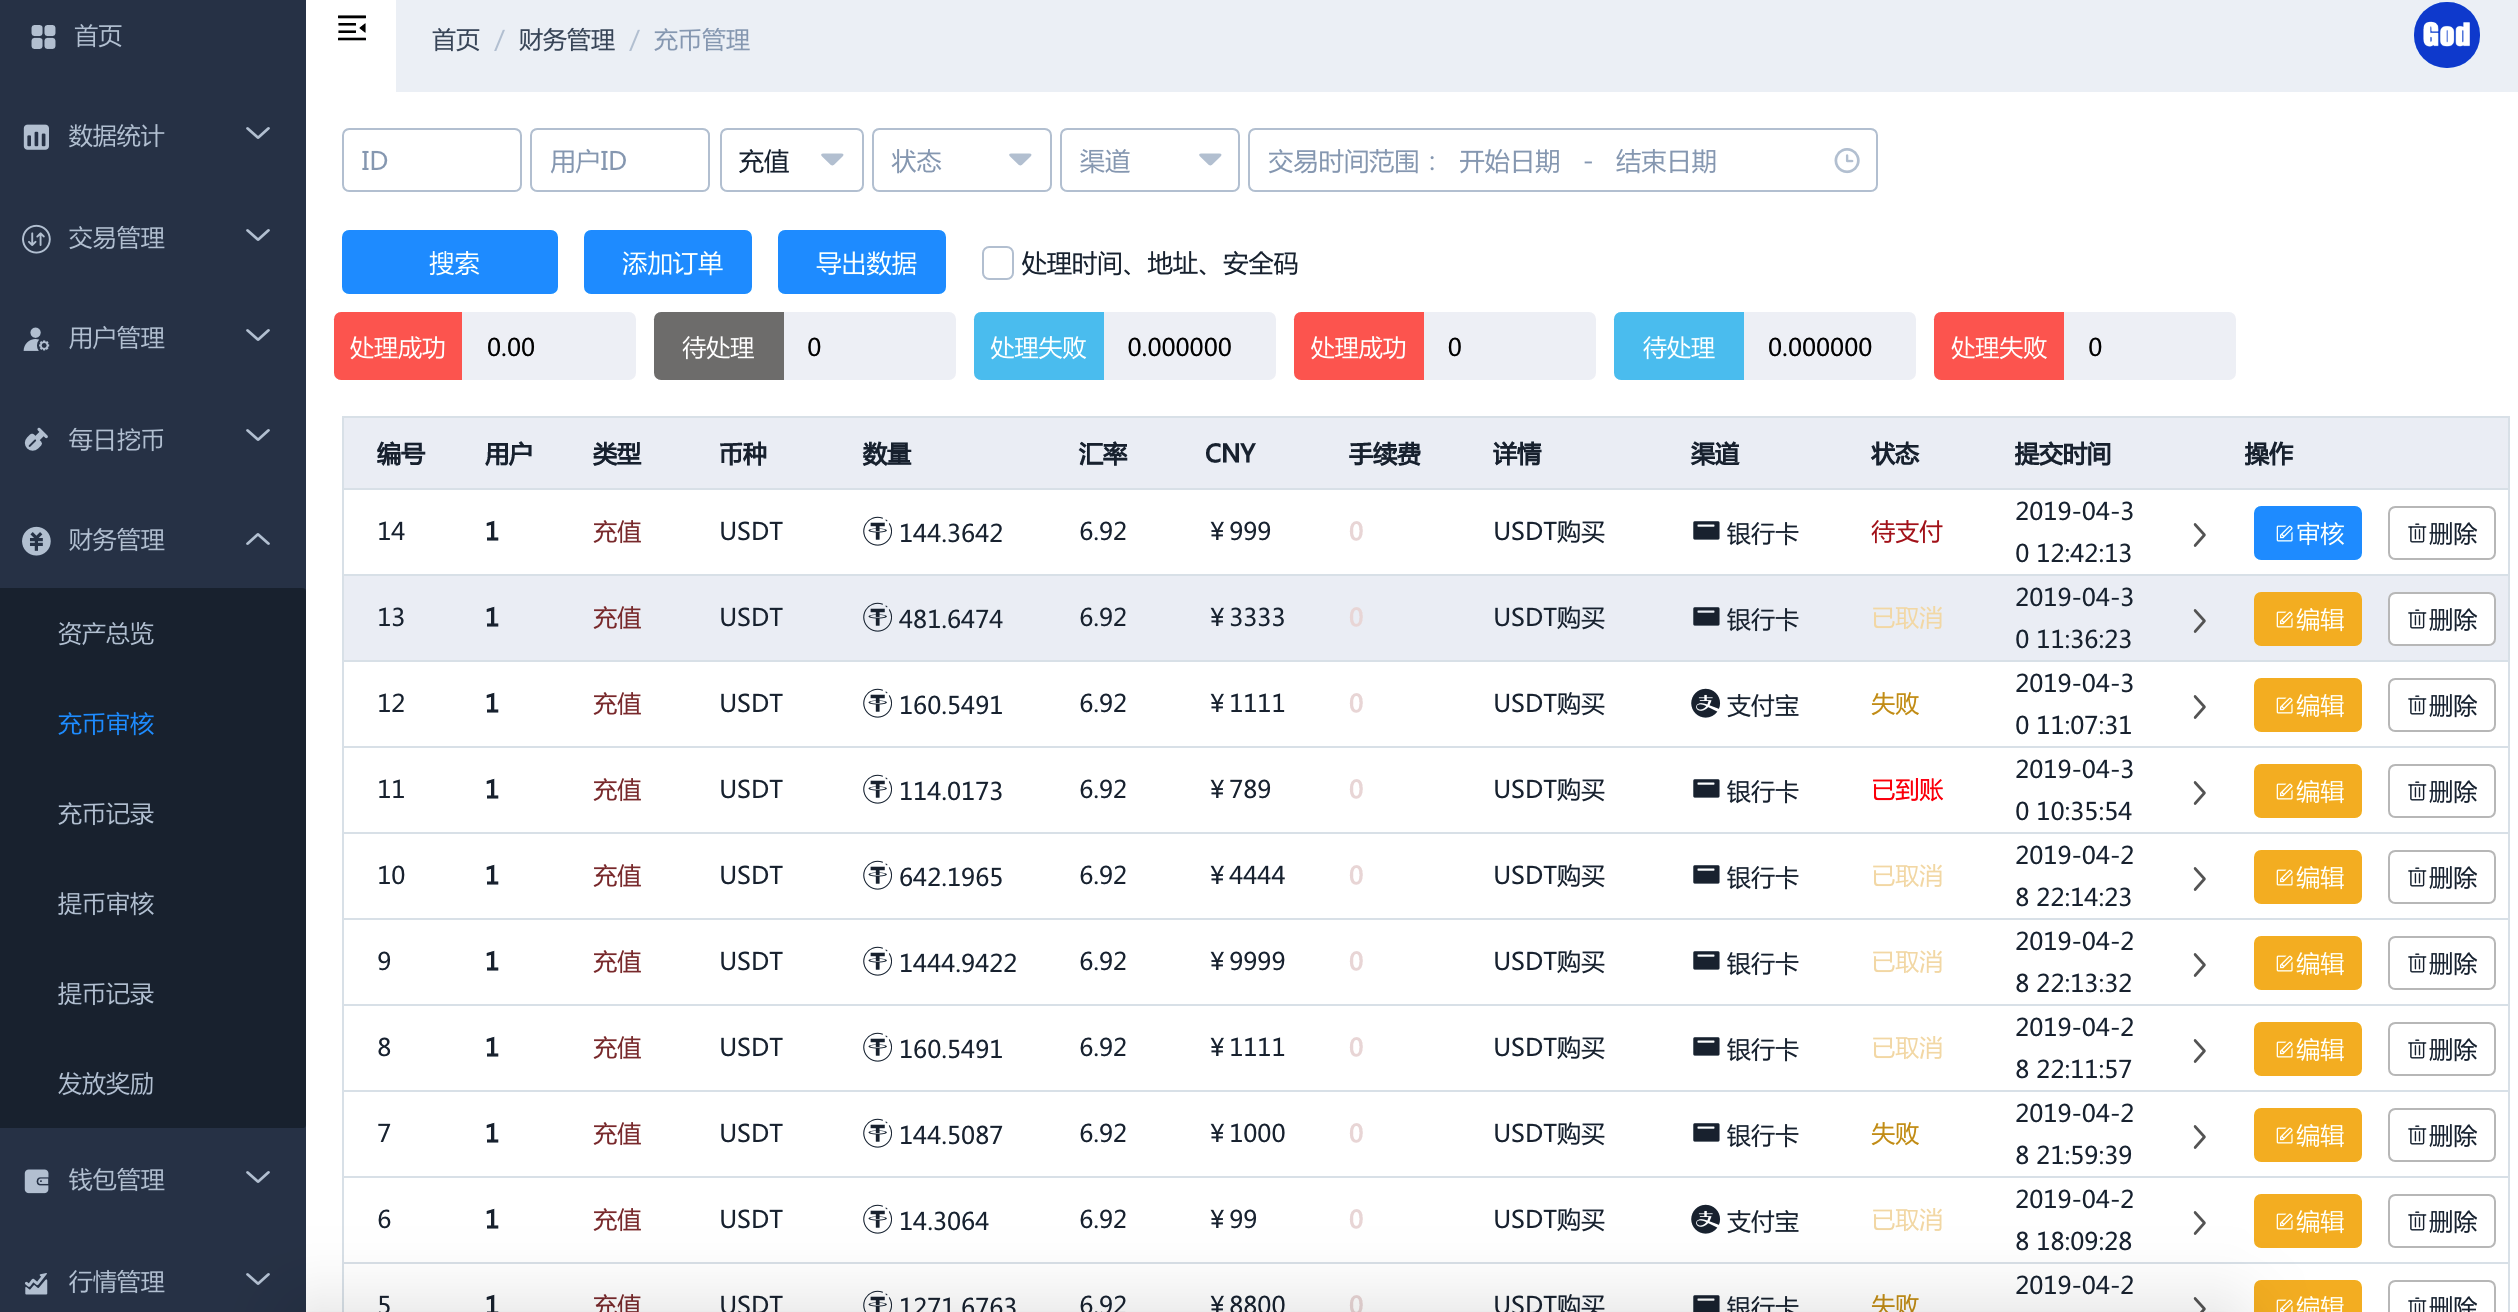 首页
数据统计
交易管理
用户管理
每日挖币
财务管理
资产总览
充币审核
充币记录
提币审核
提币记录
发放奖励
钱包管理
行情管理
首页 / 财务管理 / 充币管理
God
ID 用户ID 充值 状态 渠道 交易时间范围： 开始日期 - 结束日期
搜索 添加订单 导出数据 处理时间、地址、安全码
处理成功 0.00 待处理 0 处理失败 0.000000 处理成功 0 待处理 0.000000 处理失败 0
编号 用户 类型 币种 数量 汇率 CNY 手续费 详情 渠道 状态 提交时间 操作
14 1 充值 USDT 144.3642 6.92 ¥999 0 USDT购买 银行卡 待支付 2019-04-3
0 12:42:13 审核 删除
13 1 充值 USDT 481.6474 6.92 ¥3333 0 USDT购买 银行卡 已取消 2019-04-3
0 11:36:23 编辑 删除
12 1 充值 USDT 160.5491 6.92 ¥1111 0 USDT购买 支付宝 失败 2019-04-3
0 11:07:31 编辑 删除
11 1 充值 USDT 114.0173 6.92 ¥789 0 USDT购买 银行卡 已到账 2019-04-3
0 10:35:54 编辑 删除
10 1 充值 USDT 642.1965 6.92 ¥4444 0 USDT购买 银行卡 已取消 2019-04-2
8 22:14:23 编辑 删除
9 1 充值 USDT 1444.9422 6.92 ¥9999 0 USDT购买 银行卡 已取消 2019-04-2
8 22:13:32 编辑 删除
8 1 充值 USDT 160.5491 6.92 ¥1111 0 USDT购买 银行卡 已取消 2019-04-2
8 22:11:57 编辑 删除
7 1 充值 USDT 144.5087 6.92 ¥1000 0 USDT购买 银行卡 失败 2019-04-2
8 21:59:39 编辑 删除
6 1 充值 USDT 14.3064 6.92 ¥99 0 USDT购买 支付宝 已取消 2019-04-2
8 18:09:28 编辑 删除
5 1 充值 USDT 1271.6763 6.92 ¥8800 0 USDT购买 银行卡 失败 2019-04-2
编辑 删除